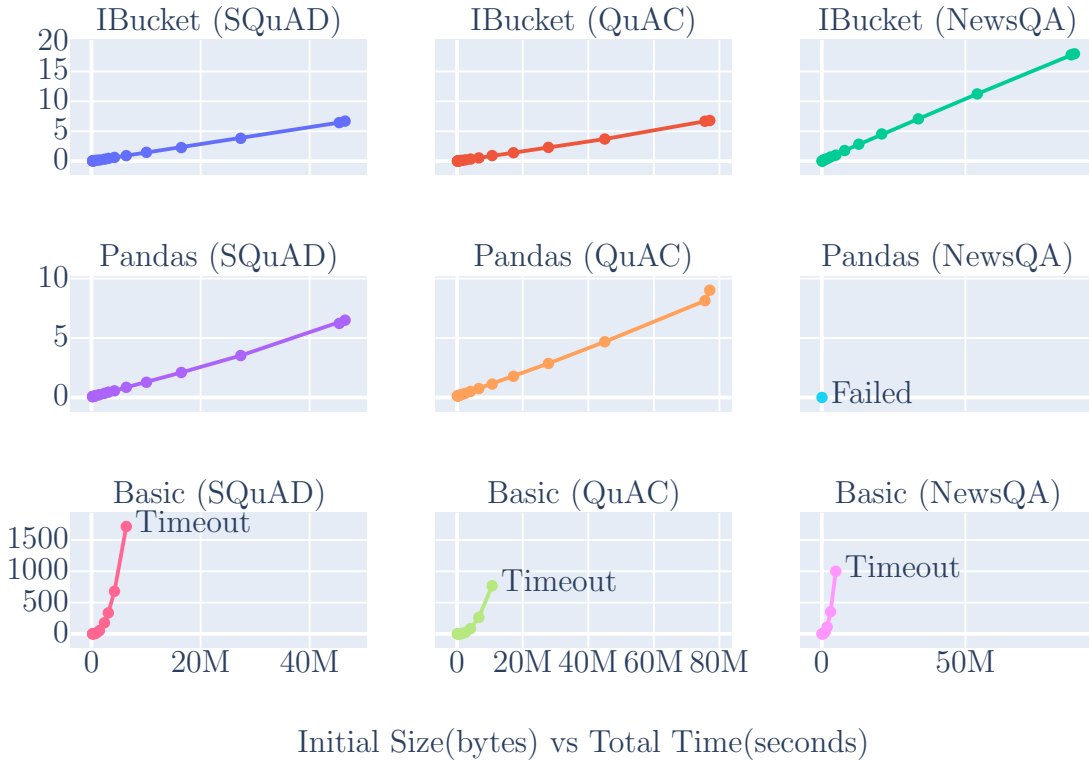 IBucket (SQuAD) IBucket (QuAC) IBucket (NewsQA)
20
15
10
5
0
Pandas (SQuAD) Pandas (QuAC) Pandas (NewsQA)
10
5
0
Failed
Basic (SQuAD) Basic (QuAC) Basic (NewsQA)
Timeout
1500
1000
500
0
Timeout
Timeout
0 20M 40M 0 20M 40M 60M 80M 0 50M
Initial Size(bytes) vs Total Time(seconds)